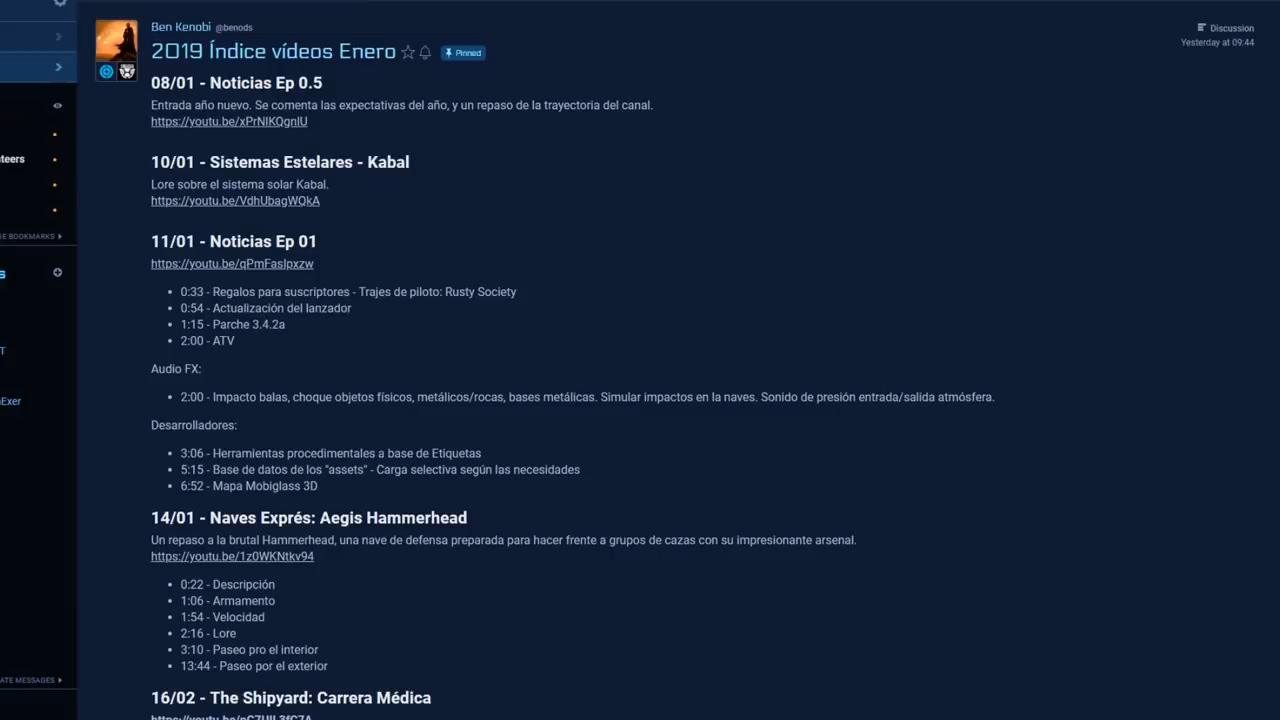 Ben Kenobi @benods
Discussion
Yesterday at 09:44
2019 Índice vídeos Enero
Pinned
08/01 - Noticias Ep 0.5
Entrada año nuevo. Se comenta las expectativas del año, y un repaso de la trayectoria del canal.
https://youtu.be/xPrNIKQgnIU
10/01 - Sistemas Estelares - Kabal
Lore sobre el sistema solar Kabal.
https://youtu.be/VdhUbagWQkA
11/01 - Noticias Ep 01
https://youtu.be/qPmFasIpxzw
0:33 - Regalos para suscriptores - Trajes de piloto: Rusty Society
0:54 - Actualización del lanzador
1:15 - Parche 3.4.2a
2:00 - ATV
Audio FX:
2:00 - Impacto balas, choque objetos físicos, metálicos/rocas, bases metálicas. Simular impactos en la naves. Sonido de presión entrada/salida atmósfera.
Desarrolladores:
3:06 - Herramientas procedimentales a base de Etiquetas
5:15 - Base de datos de los "assets" - Carga selectiva según las necesidades
6:52 - Mapa Mobiglass 3D
14/01 - Naves Exprés: Aegis Hammerhead
Un repaso a la brutal Hammerhead, una nave de defensa preparada para hacer frente a grupos de cazas con su impresionante arsenal.
https://youtu.be/1z0WKNtkv94
0:22 - Descripción
1:06 - Armamento
1:54 - Velocidad
2:16 - Lore
3:10 - Paseo pro el interior
13:44 - Paseo por el exterior
16/02 - The Shipyard: Carrera Médica
nteers
BOOKMARKS
s
T
Exer
ATE MESSAGES